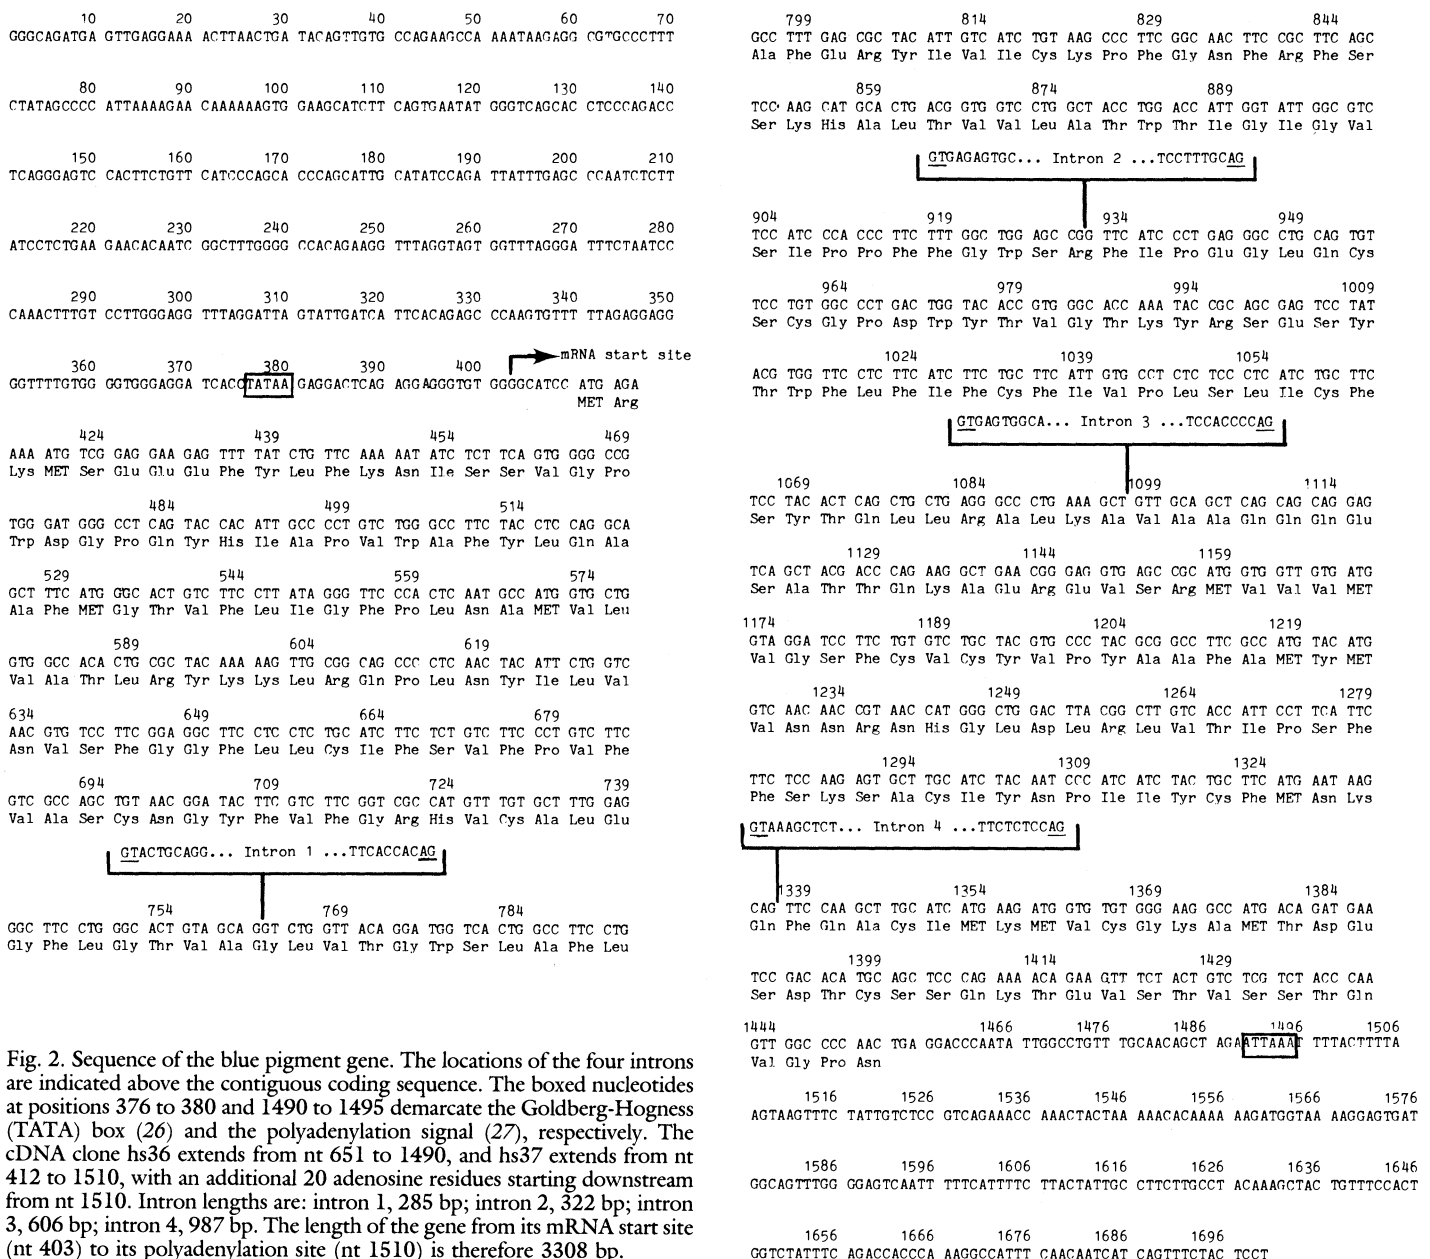 10 20 30 40 50 60 70
GGGCAGATGA GTTGAGGAAA ACTTAACTGA TACAGTTGTG CCAGAAGCCA AAATAAGAGG CGTGCCCTTT
80 90 100 110 120 130 140
CTATAGCCCC ATTAAAAGAA CAAAAAAGTG GAAGCATCTT CAGTGAATAT GGGTCAGCAC CTCCCAGACC
150 160 170 180 190 200 210
TCAGGGAGTC CACTTCTGTT CATCCCAGCA CCCAGCATTG CATATCCAGA TTATTTGAGC CCAATCTCTT
220 230 240 250 260 270 280
ATCCTCTGAA GAACACAATC GGCTTTGGGG CCACAGAAGG TTTAGGTAGT GGTTTAGGGA TTTCTAATCC
290 300 310 320 330 340 350
CAAACTTTGT CCTTGGGAGG TTTAGGATTA GTATTGATCA TTCACAGAGC CCAAGTGTTT TTAGAGGAGG
mRNA start site
360 370 380 390 400
GGTTTTGTGG GGTGGGAGGA TCACCTATAA GAGGACTCAG AGGAGGGTGT GGGGCATCC ATG AGA
MET Arg
424 439 454 469
AAA ATG TCG GAG GAA GAG TTT TAT CTG TTC AAA AAT ATC TCT TCA GTG GGG CCG
Lys MET Ser Glu Glu Glu Phe Tyr Leu Phe Lys Asn Ile Ser Ser Val Gly Pro
484 499 514
TGG GAT GGG CCT CAG TAC CAC ATT GCC CCT GTC TGG GCC TTC TAC CTC CAG GCA
Trp Asp Gly Pro Gln Tyr His Ile Ala Pro Val Trp Ala Phe Tyr Leu Gln Ala
529 544 559 574
GCT TTC ATG GGC ACT GTC TTC CTT ATA GGG TTC CCA CTC AAT GCC ATG GTG CTG
Ala Phe MET Gly Thr Val Phe Leu Ile Gly Phe Pro Leu Asn Ala MET Val Leu
589 604 619
GTG GCC ACA CTG CGC TAC AAA AAG TTG CGG CAG CCC CTC AAC TAC ATT CTG GTC
Val Ala Thr Leu Arg Tyr Lys Lys Leu Arg Gln Pro Leu Asn Tyr Ile Leu Val
634 649 664 679
AAC GTG TCC TTC GGA GGC TTC CTC CTC TGC ATC TTC TCT GTC TTC CCT GTC TTC
Asn Val Ser Phe Gly Gly Phe Leu Leu Cys Ile Phe Ser Val Phe Pro Val Phe
694 709 724 739
GTC GCC AGC TGT AAC GGA TAC TTC GTC TTC GGT CGC CAT GTT TGT GCT TTG GAG
Val Ala Ser Cys Asn Gly Tyr Phe Val Phe Gly Arg His Val Cys Ala Leu Glu
GTACTGCAGG... Intron 1 ...TTCACCACAG
754 769 784
GGC TTC CTG GGC ACT GTA GCA GGT CTG GTT ACA GGA TGG TCA CTG GCC TTC CTG
Gly Phe Leu Gly Thr Val Ala Gly Leu Val Thr Gly Trp Ser Leu Ala Phe Leu
Fig. 2. Sequence of the blue pigment gene. The locations of the four introns
are indicated above the contiguous coding sequence. The boxed nucleotides
at positions 376 to 380 and 1490 to 1495 demarcate the Goldberg-Hogness
(TATA) box (26) and the polyadenylation signal (27), respectively. The
cDNA clone hs36 extends from nt 651 to 1490, and hs37 extends from nt
412 to 1510, with an additional 20 adenosine residues starting downstream
from nt 1510. Intron lengths are: intron 1, 285 bp; intron 2, 322 bp; intron
3, 606 bp; intron 4, 987 bp. The length of the gene from its mRNA start site
(nt 403) to its polyadenylation site (nt 1510) is therefore 3308 bp.
799 814 829 844
GCC TTT GAG CGC TAC ATT GTC ATC TGT AAG CCC TTC GGC AAC TTC CGC TTC AGC
Ala Phe Glu Arg Tyr Ile Val Ile Cys Lys Pro Phe Gly Asn Phe Arg Phe Ser
859 874 889
TCC AAG CAT GCA CTG ACG GTG GTC CTG GCT ACC TGG ACC ATT GGT ATT GGC GTC
Ser Lys His Ala Leu Thr Val Val Leu Ala Thr Trp Thr Ile Gly Ile Gly Val
GTGAGAGTGC... Intron 2 ...TCCTTTGCAG
904 919 934 949
TCC ATC CCA CCC TTC TTT GGC TGG AGC CGG TTC ATC CCT GAG GGC CTG CAG TGT
Ser Ile Pro Pro Phe Phe Gly Trp Ser Arg Phe Ile Pro Glu Gly Leu Gln Cys
964 979 994 1009
TCC TGT GGC CCT GAC TGG TAC ACC GTG GGC ACC AAA TAC CGC AGC GAG TCC TAT
Ser Cys Gly Pro Asp Trp Tyr Thr Val Gly Thr Lys Tyr Arg Ser Glu Ser Tyr
1024 1039 1054
ACG TGG TTC CTC TTC ATC TTC TGC TTC ATT GTG CCT CTC TCC CTC ATC TGC TTC
Thr Trp Phe Leu Phe Ile Phe Cys Phe Ile Val Pro Leu Ser Leu Ile Cys Phe
GTGAGTGGCA... Intron 3 ...TCCACCCCAG
1069 1084 1099 1114
TCC TAC ACT CAG CTG CTG AGG GCC CTG AAA GCT GTT GCA GCT CAG CAG CAG GAG
Ser Tyr Thr Gln Leu Leu Arg Ala Leu Lys Ala Val Ala Ala Gln Gln Gln Glu
1129 1144 1159
TCA GCT ACG ACC CAG AAG GCT GAA CGG GAG GTG AGC CGC ATG GTG GTT GTG ATG
Ser Ala Thr Thr Gln Lys Ala Glu Arg Glu Val Ser Arg MET Val Val Val MET
1174 1189 1204 1219
GTA GGA TCC TTC TGT GTC TGC TAC GTG CCC TAC GCG GCC TTC GCC ATG TAC ATG
Val Gly Ser Phe Cys Val Cys Tyr Val Pro Tyr Ala Ala Phe Ala MET Tyr MET
1234 1249 1264 1279
GTC AAC AAC CGT AAC CAT GGG CTG GAC TTA CGG CTT GTC ACC ATT CCT TCA TTC
Val Asn Asn Arg Asn His Gly Leu Asp Leu Arg Leu Val Thr Ile Pro Ser Phe
1294 1309 1324
TTC TCC AAG AGT GCT TGC ATC TAC AAT CCC ATC ATC TAC TGC TTC ATG AAT AAG
Phe Ser Lys Ser Ala Cys Ile Tyr Asn Pro Ile Ile Tyr Cys Phe MET Asn Lys
GTAAAGCTCT... Intron 4 ...TTCTCTCCAG
1339 1354 1369 1384
CAG TTC CAA GCT TGC ATC ATG AAG ATG GTG TGT GGG AAG GCC ATG ACA GAT GAA
Gln Phe Gln Ala Cys Ile MET Lys MET Val Cys Gly Lys Ala MET Thr Asp Glu
1399 1414 1429
TCC GAC ACA TGC AGC TCC CAG AAA ACA GAA GTT TCT ACT GTC TCG TCT ACC CAA
Ser Asp Thr Cys Ser Ser Gln Lys Thr Glu Val Ser Thr Val Ser Ser Thr Gln
1444 1466 1476 1486 1496 1506
GTT GGC CCC AAC TGA GGACCCAATA TTGGCCTGTT TGCAACAGCT AGAATTAAAT TTTACTTTTA
Val Gly Pro Asn
1516 1526 1536 1546 1556 1566 1576
AGTAAGTTTC TATTGTCTCC GTCAGAAACC AAACTACTAA AAACACAAAA AAGATGGTAA AAGGAGTGAT
1586 1596 1606 1616 1626 1636 1646
GGCAGTTTGG GGAGTCAATT TTTCATTTTC TTACTATTGC CTTCTTGCCT ACAAAGCTAC TGTTTCCACT
1656 1666 1676 1686 1696
GGTCTATTTC AGACCACCCA AAGGCCATTT CAACAATCAT CAGTTTCTAC TCCT